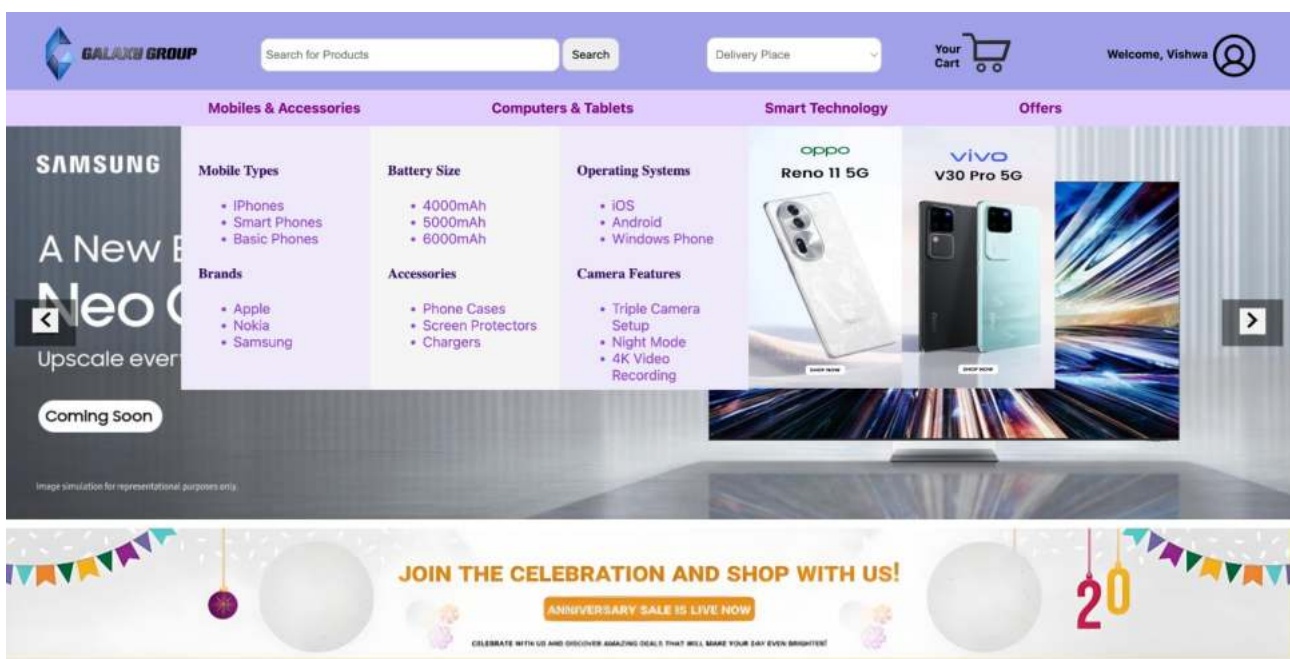 GALAXY GROUP
Search for Products
Search
Delivery Place
Your
Cart
Welcome, Vishwa
Mobiles & Accessories
Computers & Tablets
Smart Technology
Offers
SAMSUNG
A New
Neo
Upscale ever
Coming Soon
Image simulation for representational purposes only.
Mobile Types
• IPhones
• Smart Phones
• Basic Phones
Brands
• Apple
• Nokia
• Samsung
Battery Size
• 4000mAh
• 5000mAh
• 6000mAh
Accessories
• Phone Cases
• Screen Protectors
• Chargers
Operating Systems
• iOS
• Android
• Windows Phone
Camera Features
• Triple Camera
Setup
• Night Mode
• 4K Video
Recording
oppo
Reno 11 5G
SHOP NOW
vivo
V30 Pro 5G
SHOP NOW
JOIN THE CELEBRATION AND SHOP WITH US!
ANNIVERSARY SALE IS LIVE NOW
CELEBRATE WITH US AND DISCOVER AMAZING DEALS THAT WILL MAKE YOUR DAY EVEN BRIGHTER!
20